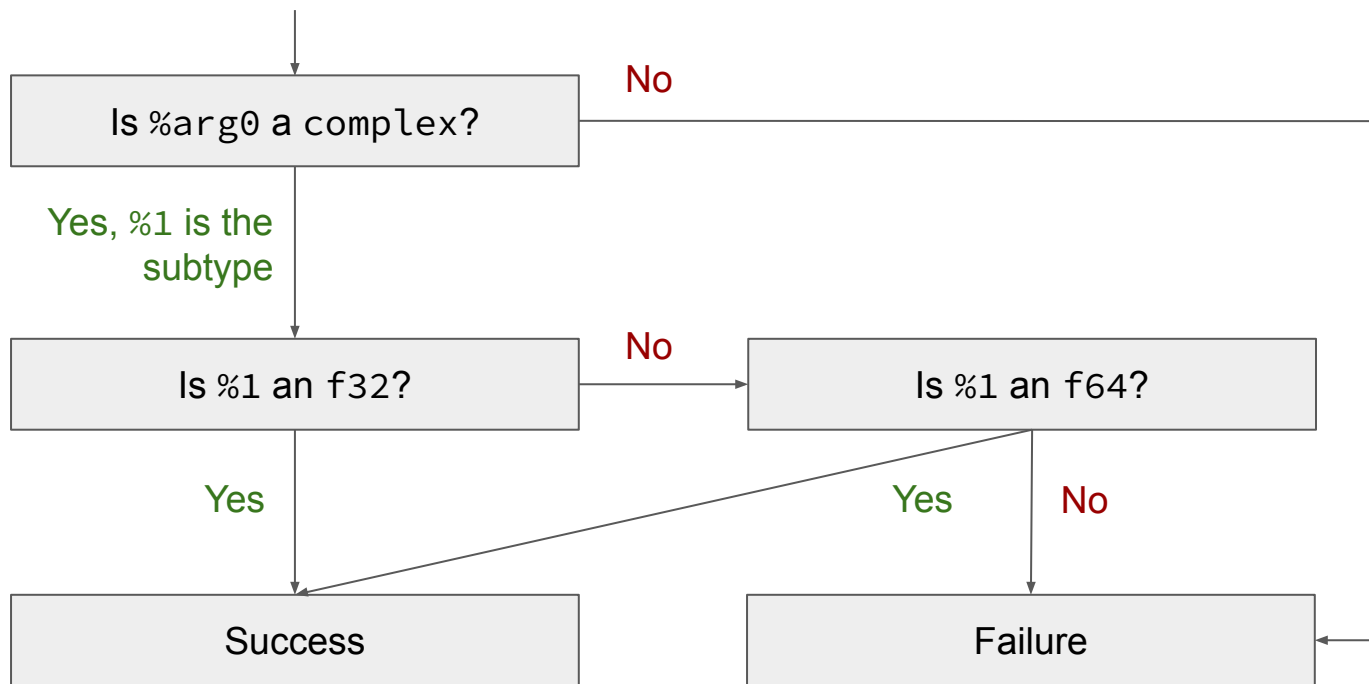 No
Is %arg0 a complex?
Yes, %1 is the
subtype
No
Is %1 an f32?
Is %1 an f64?
Yes
Yes
No
Success
Failure